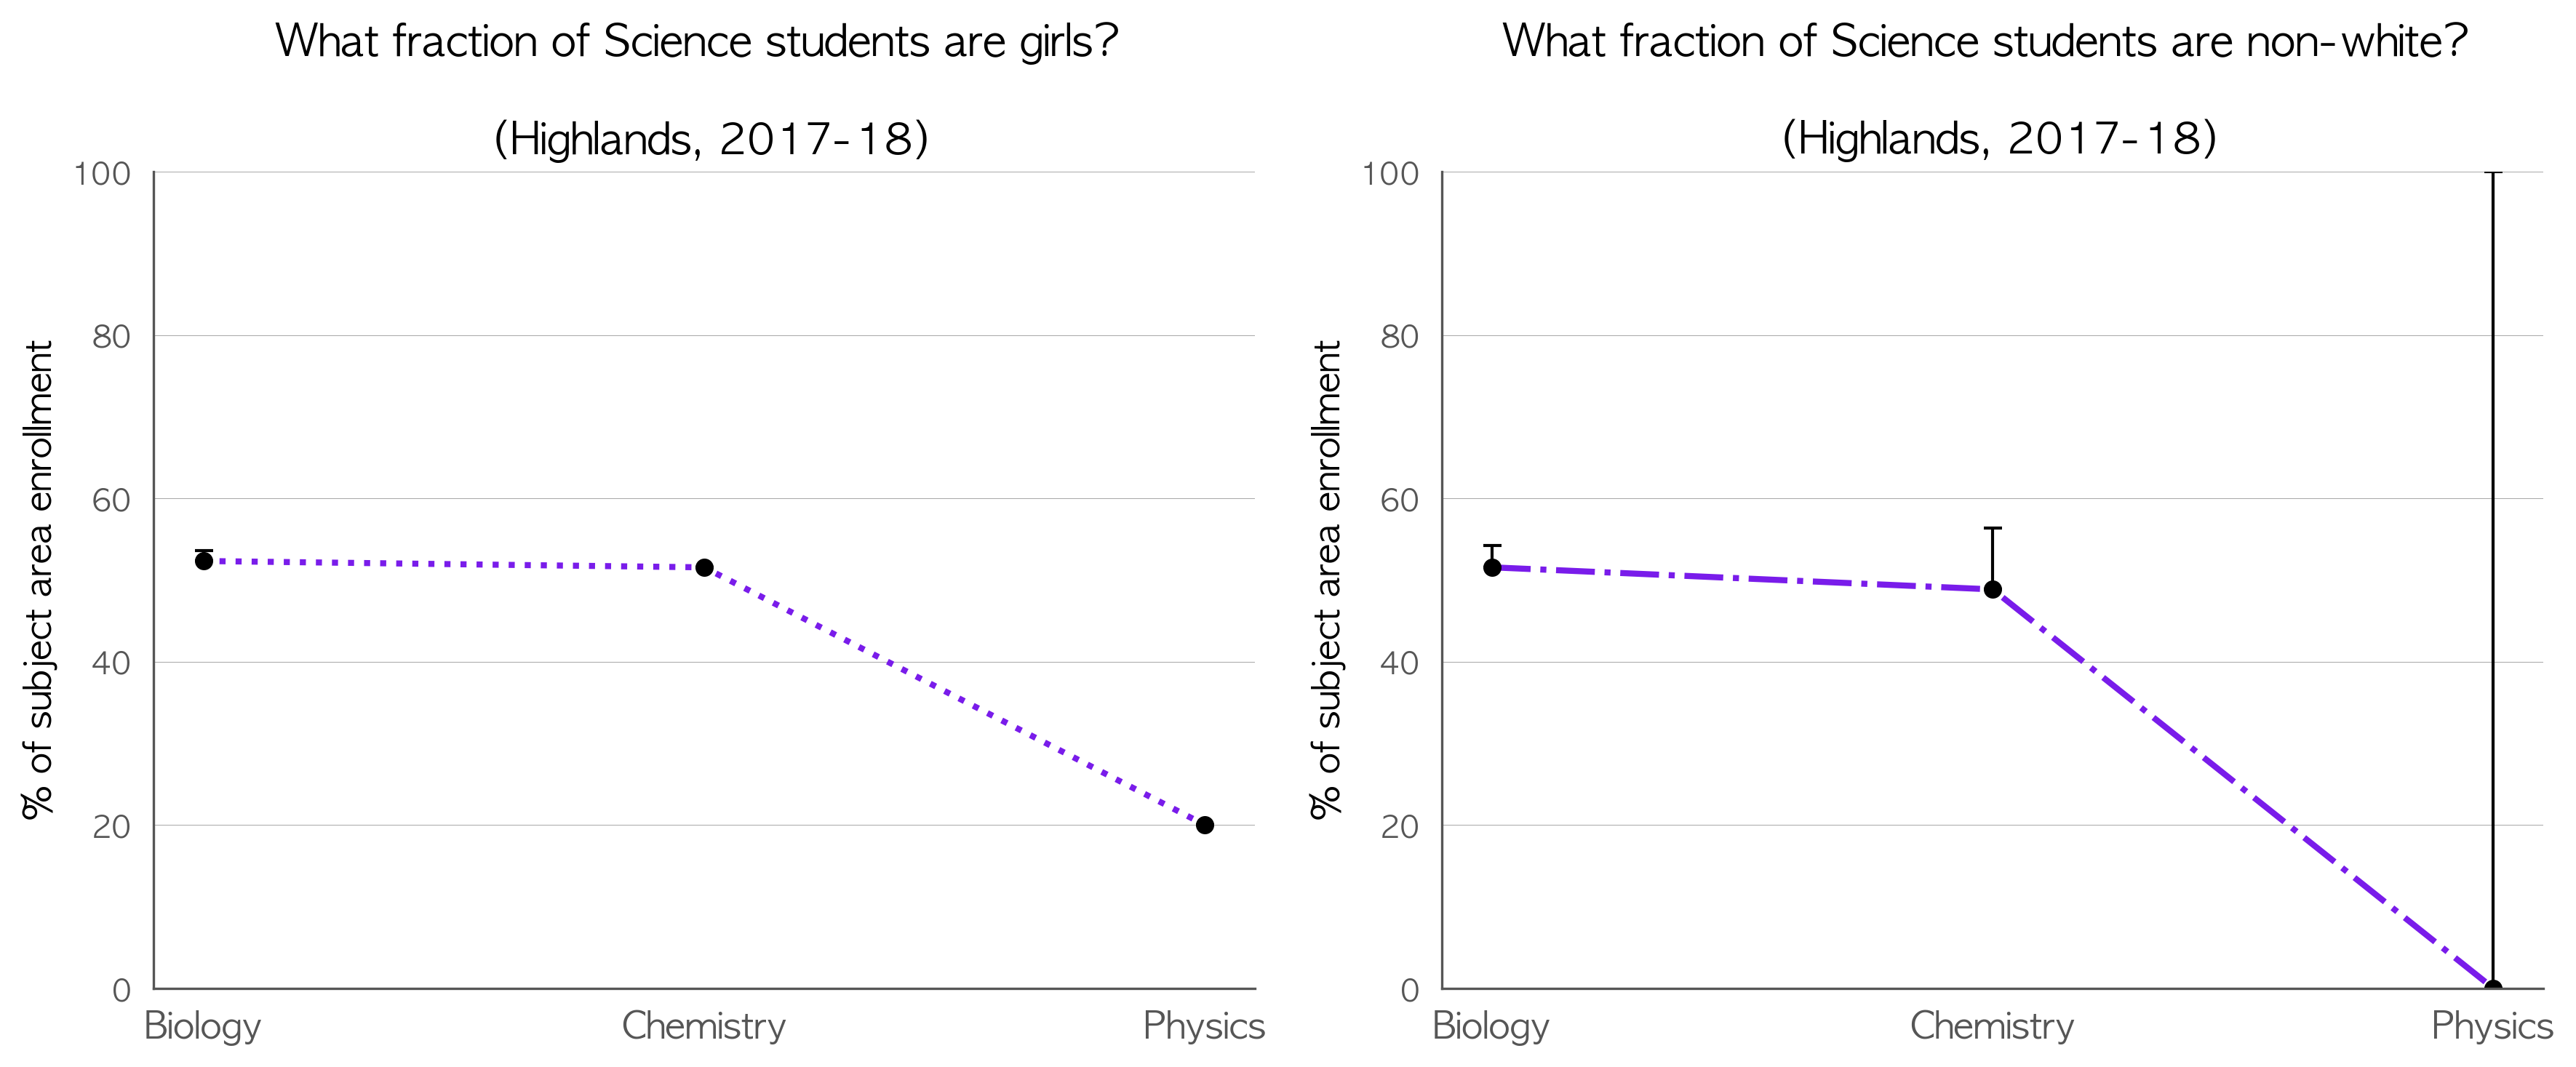 What fraction of Science students are girls?
(Highlands, 2017-18)
% of subject area enrollment
100
80
60
40
20
0
Biology
Chemistry
Physics
What fraction of Science students are non-white?
(Highlands, 2017-18)
% of subject area enrollment
100
80
60
40
20
0
Biology
Chemistry
Physics